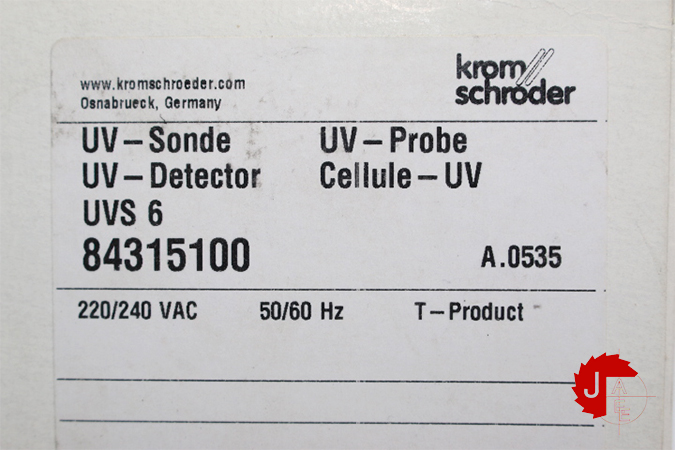 www.kromschroeder.com
Osnabrueck, Germany
krom
schröder
UV-Sonde UV-Probe
UV-Detector Cellule-UV
UVS 6
84315100 A.0535
220/240 VAC 50/60 Hz T-Product
J